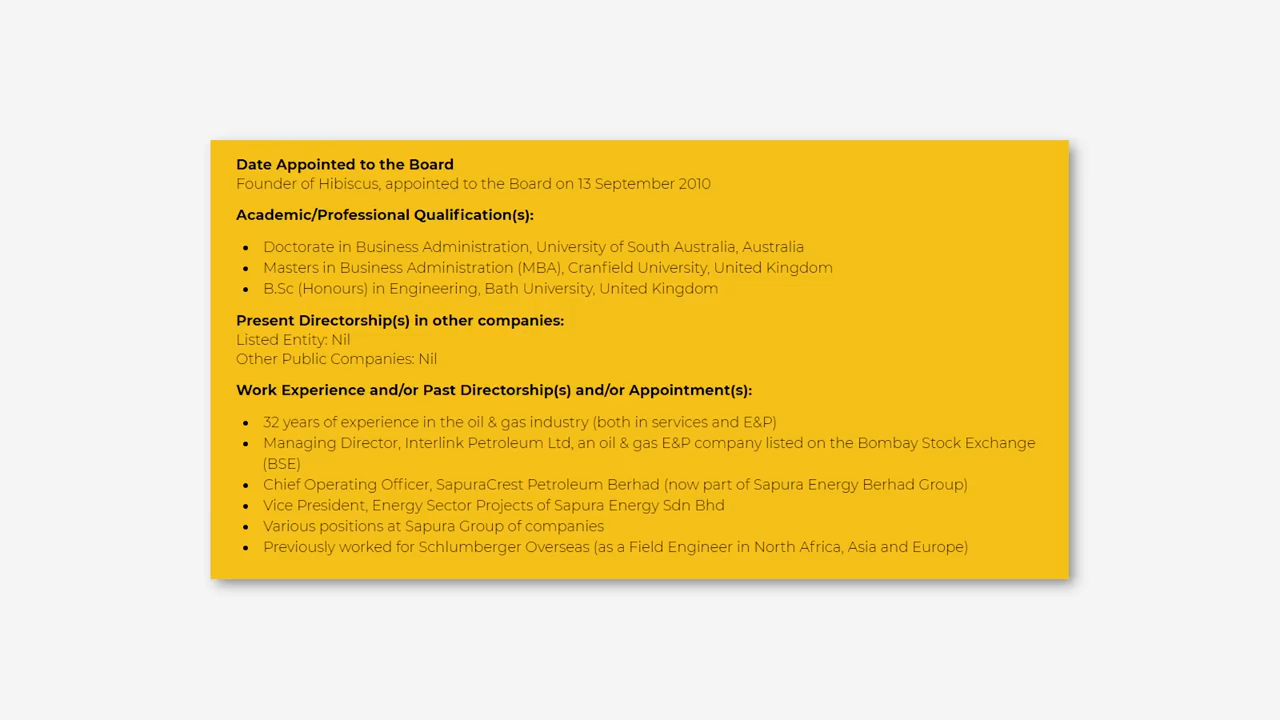 Date Appointed to the Board
Founder of Hibiscus, appointed to the Board on 13 September 2010
Academic/Professional Qualification(s):
• Doctorate in Business Administration, University of South Australia, Australia
• Masters in Business Administration (MBA), Cranfield University, United Kingdom
• B.Sc (Honours) in Engineering, Bath University, United Kingdom
Present Directorship(s) in other companies:
Listed Entity: Nil
Other Public Companies: Nil
Work Experience and/or Past Directorship(s) and/or Appointment(s):
• 32 years of experience in the oil & gas industry (both in services and E&P)
• Managing Director, Interlink Petroleum Ltd, an oil & gas E&P company listed on the Bombay Stock Exchange
(BSE)
• Chief Operating Officer, SapuraCrest Petroleum Berhad (now part of Sapura Energy Berhad Group)
• Vice President, Energy Sector Projects of Sapura Energy Sdn Bhd
• Various positions at Sapura Group of companies
• Previously worked for Schlumberger Overseas (as a Field Engineer in North Africa, Asia and Europe)